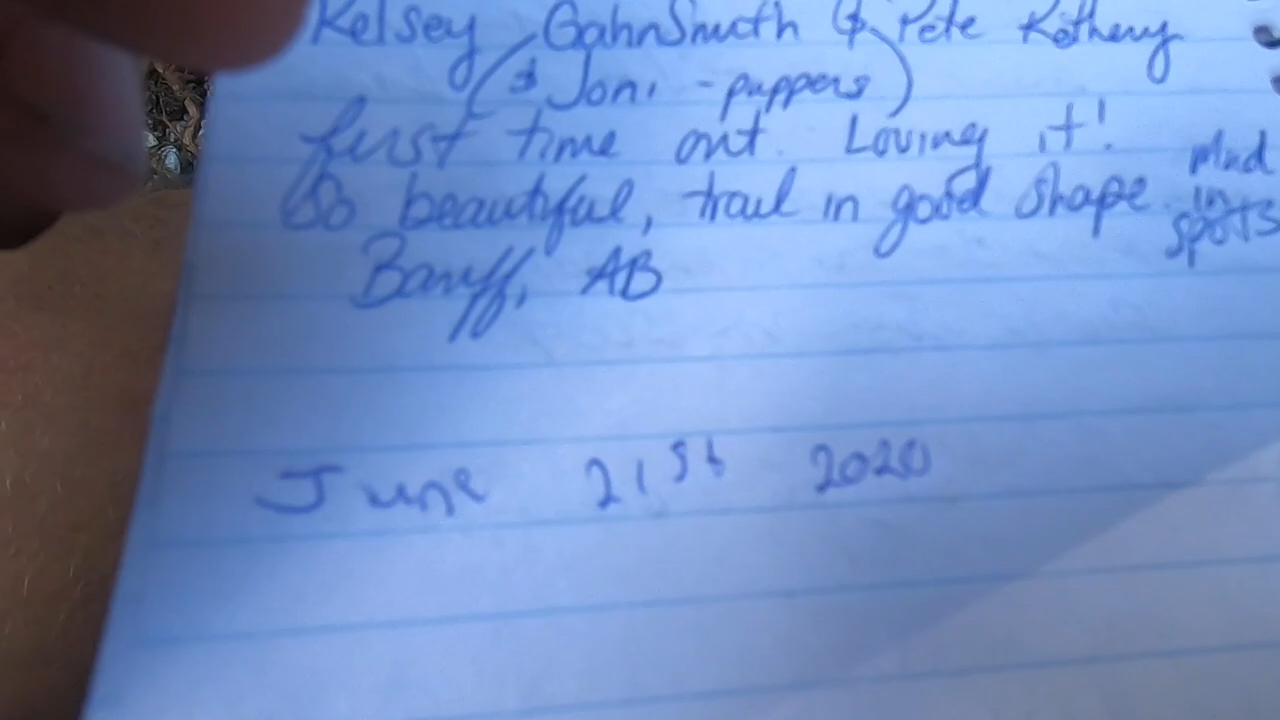 Kelsey GahnSmith & Pete Kotheny
(& Joni - puppers)
first time out. Loving it!
So beautiful, trail in good shape. Mud in spots
Banff, AB
June 21st 2020